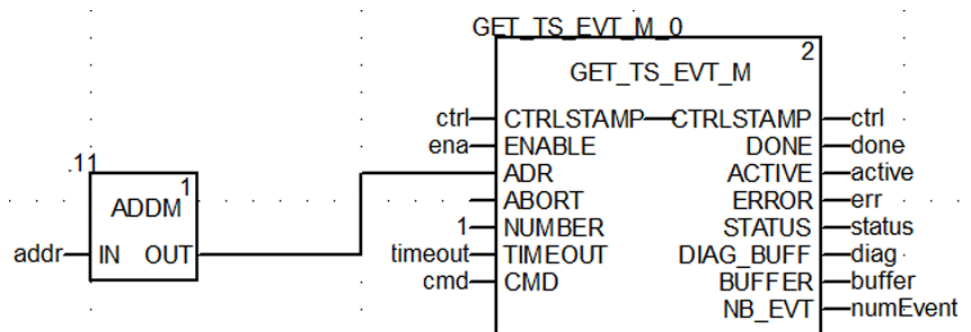 GET_TS_EVT_M_0
2
GET_TS_EVT_M
ctrl CTRLSTAMP CTRLSTAMP ctrl
ena ENABLE DONE done
.11 ADR ACTIVE active
1
ADDM ABORT ERROR err
1 NUMBER STATUS status
addr IN OUT timeout TIMEOUT DIAG_BUFF diag
cmd CMD BUFFER buffer
NB_EVT numEvent